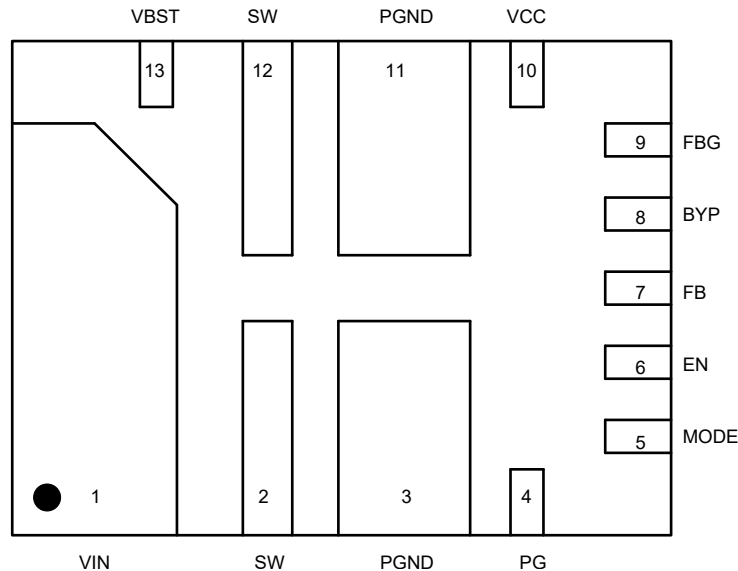 VBST SW PGND VCC
13 12 11 10
9 FBG
8 BYP
7 FB
6 EN
5 MODE
1 2 3 4
VIN SW PGND PG